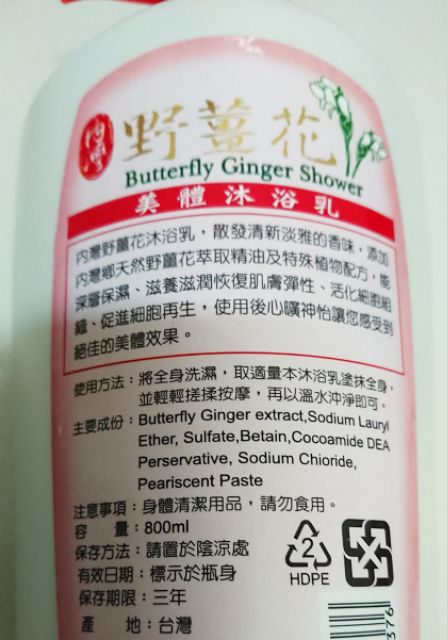 內灣
野薑花
Butterfly Ginger Shower
美體沐浴乳
內灣野薑花沐浴乳，散發清新淡雅的香味，添加
內灣鄉天然野薑花萃取精油及特殊植物配方，能
深層保濕、滋養滋潤恢復肌膚彈性、活化細胞組
織、促進細胞再生，使用後心曠神怡讓您感受到
絕佳的美體效果。
使用方法：將全身洗濕，取適量本沐浴乳塗抹全身，
並輕輕搓揉按摩，再以溫水沖淨即可。
主要成份：Butterfly Ginger extract,Sodium Lauryl
Ether, Sulfate,Betain,Cocoamide DEA
Perservative, Sodium Chioride,
Peariscent Paste
注意事項：身體清潔用品，請勿食用。
容 量：800ml
保存方法：請置於陰涼處
有效日期：標示於瓶身
保存期限：三年
產 地：台灣
2
HDPE
376